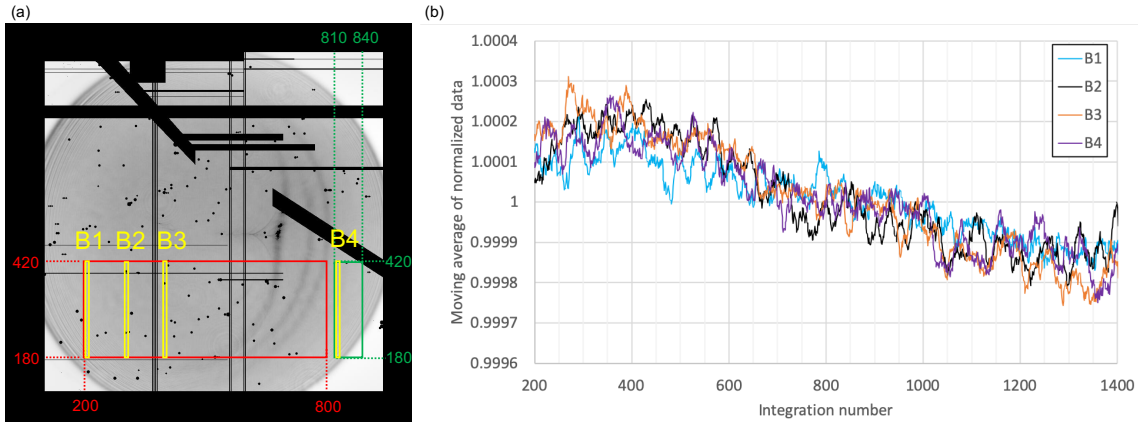 (a)
810 840
B1 B2 B3 B4
420 420
180 180
200 800
(b)
1.0004
1.0003
1.0002
1.0001
1
0.9999
0.9998
0.9997
0.9996
Moving average of normalized data
200 400 600 800 1000 1200 1400
Integration number
B1
B2
B3
B4